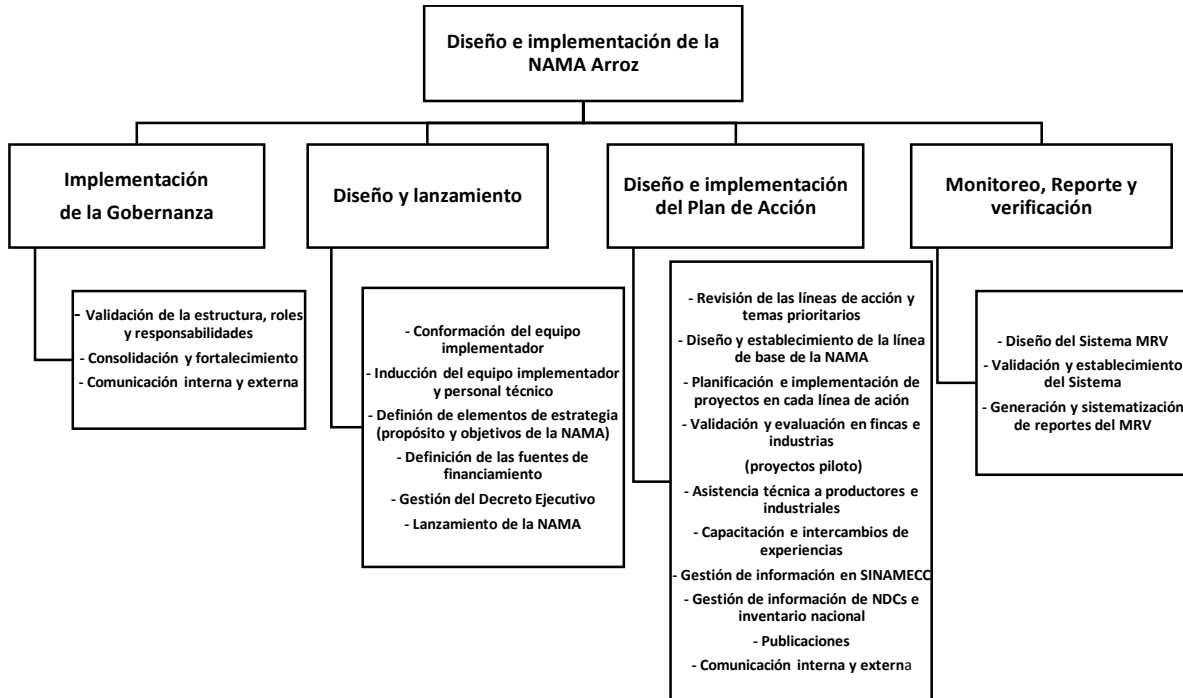 Diseño e implementación de la
NAMA Arroz
Implementación
de la Gobernanza
Diseño y lanzamiento
Diseño e implementación
del Plan de Acción
Monitoreo, Reporte y
verificación
- Validación de la estructura, roles
y responsabilidades
- Consolidación y fortalecimiento
- Comunicación interna y externa
- Conformación del equipo
implementador
- Inducción del equipo implementador
y personal técnico
- Definición de elementos de estrategia
(propósito y objetivos de la NAMA)
- Definición de las fuentes de
financiamiento
- Gestión del Decreto Ejecutivo
- Lanzamiento de la NAMA
- Revisión de las líneas de acción y
temas prioritarios
- Diseño y establecimiento de la línea
de base de la NAMA
- Planificación e implementación de
proyectos en cada línea de ación
- Validación y evaluación en fincas e
industrias
(proyectos piloto)
- Asistencia técnica a productores e
industriales
- Capacitación e intercambios de
experiencias
- Gestión de información en SINAMECC
- Gestión de información de NDCs e
inventario nacional
- Publicaciones
- Comunicación interna y externa
- Diseño del Sistema MRV
- Validación y establecimiento
del Sistema
- Generación y sistematización
de reportes del MRV